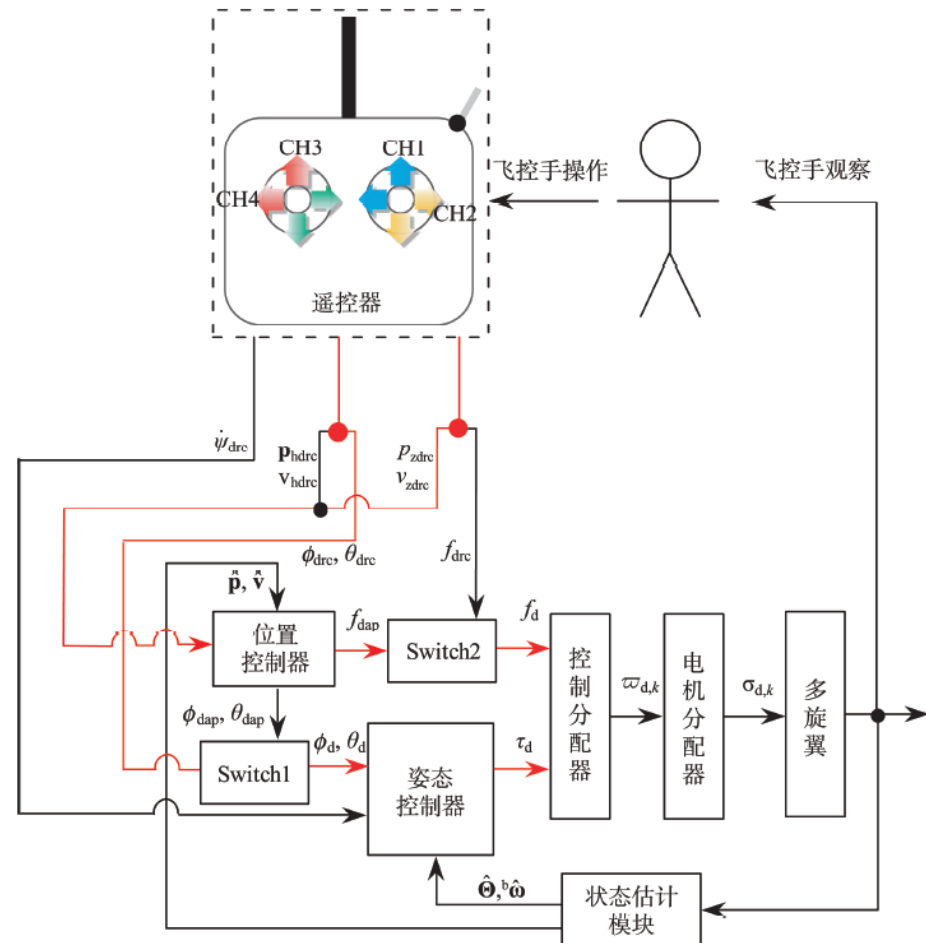 CH3
CH1
CH4
CH2
遥控器
飞控手操作
飞控手观察
ψ̇drc
phdrc
vhdrc
pzdrc
vzdrc
ϕdrc, θdrc
fdrc
p̂, v̂
位置
控制器
fdap
Switch2
fd
控
制
分
配
器
ϖd,k
电
机
分
配
器
σd,k
多
旋
翼
ϕdap, θdap
Switch1
ϕd, θd
姿态
控制器
τd
Θ̂, ᵇω̂
状态估计
模块